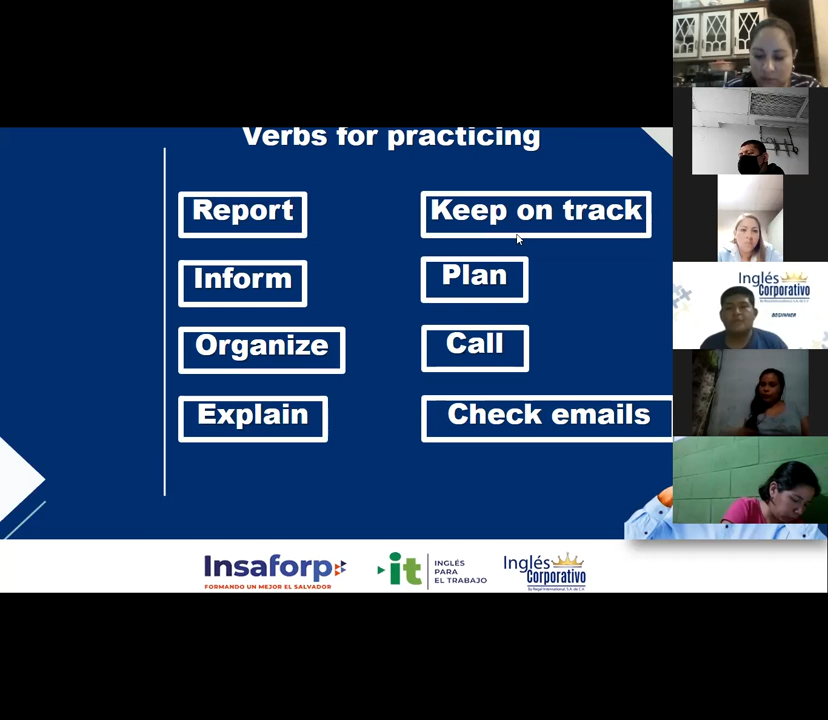 Verbs for practicing
Report
Inform
Organize
Explain
Keep on track
Plan
Call
Check emails
Insaforp
FORMANDO UN MEJOR EL SALVADOR
it
INGLÉS
PARA
EL TRABAJO
Inglés
Corporativo
Inglés
Corporativo
BEGINNER